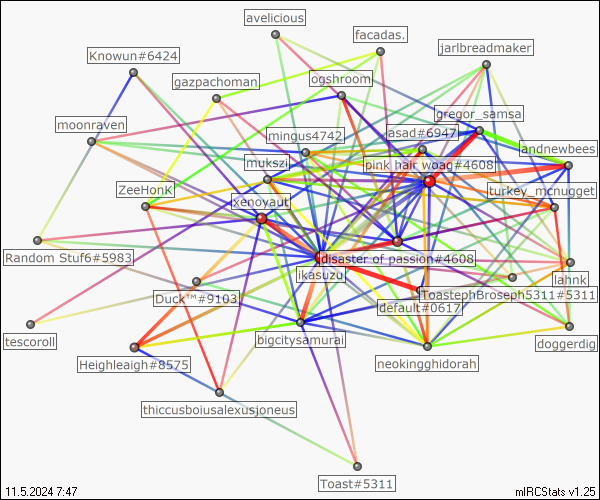 avelicious
facadas.
jarlbreadmaker
Knowun#6424
gazpachoman
ogshroom
gregor_samsa
moonraven
mingus4742
asad#6947
andnewbees
mukszi
pink hair woag#4608
ZeeHonk
turkey_mcnugget
xenovaut
Random Stuf6#5983
disaster of passion#4608
ikasuzu
lahnk
Duck™#9103
ToastephBroseph5311#5311
default#0617
tescoroll
bigcitysamurai
doggerdig
Heighleigh#8575
neokingghidorah
thiccusboiusalexusjoneus
Toast#5311
11.5.2024 7:47
mIRCStats v1.25